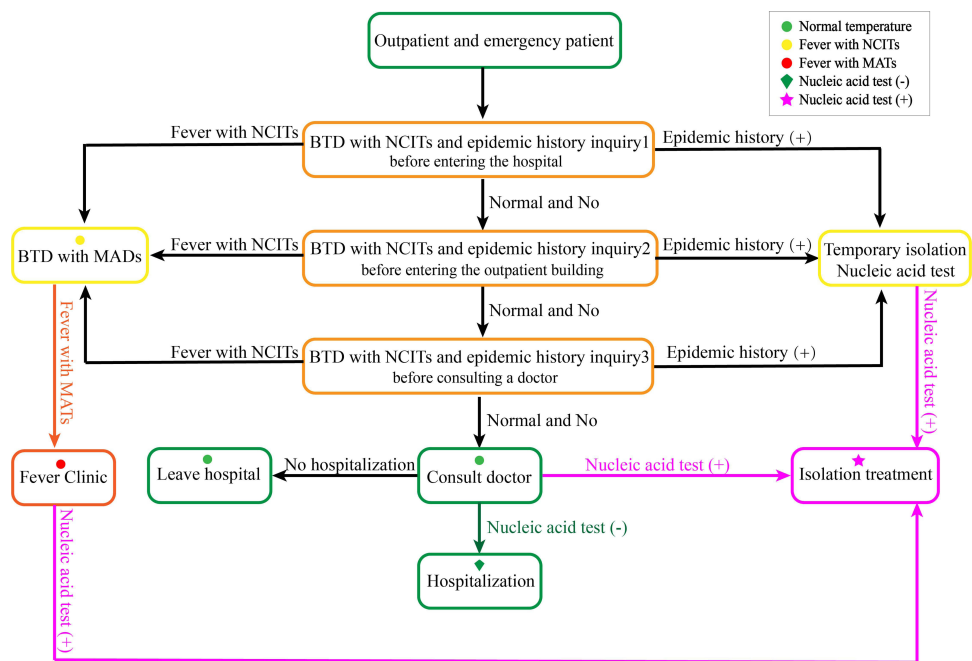 Outpatient and emergency patient
Normal temperature
Fever with NCITs
Fever with MATs
Nucleic acid test (-)
Nucleic acid test (+)
Fever with NCITs
BTD with NCITs and epidemic history inquiry1
before entering the hospital
Epidemic history (+)
Normal and No
BTD with MADs
Fever with NCITs
BTD with NCITs and epidemic history inquiry2
before entering the outpatient building
Epidemic history (+)
Temporary isolation
Nucleic acid test
Normal and No
Fever with MATs
Fever with NCITs
BTD with NCITs and epidemic history inquiry3
before consulting a doctor
Epidemic history (+)
Nucleic acid test (+)
Normal and No
Fever Clinic
Leave hospital
No hospitalization
Consult doctor
Nucleic acid test (+)
Isolation treatment
Nucleic acid test (+)
Nucleic acid test (-)
Hospitalization